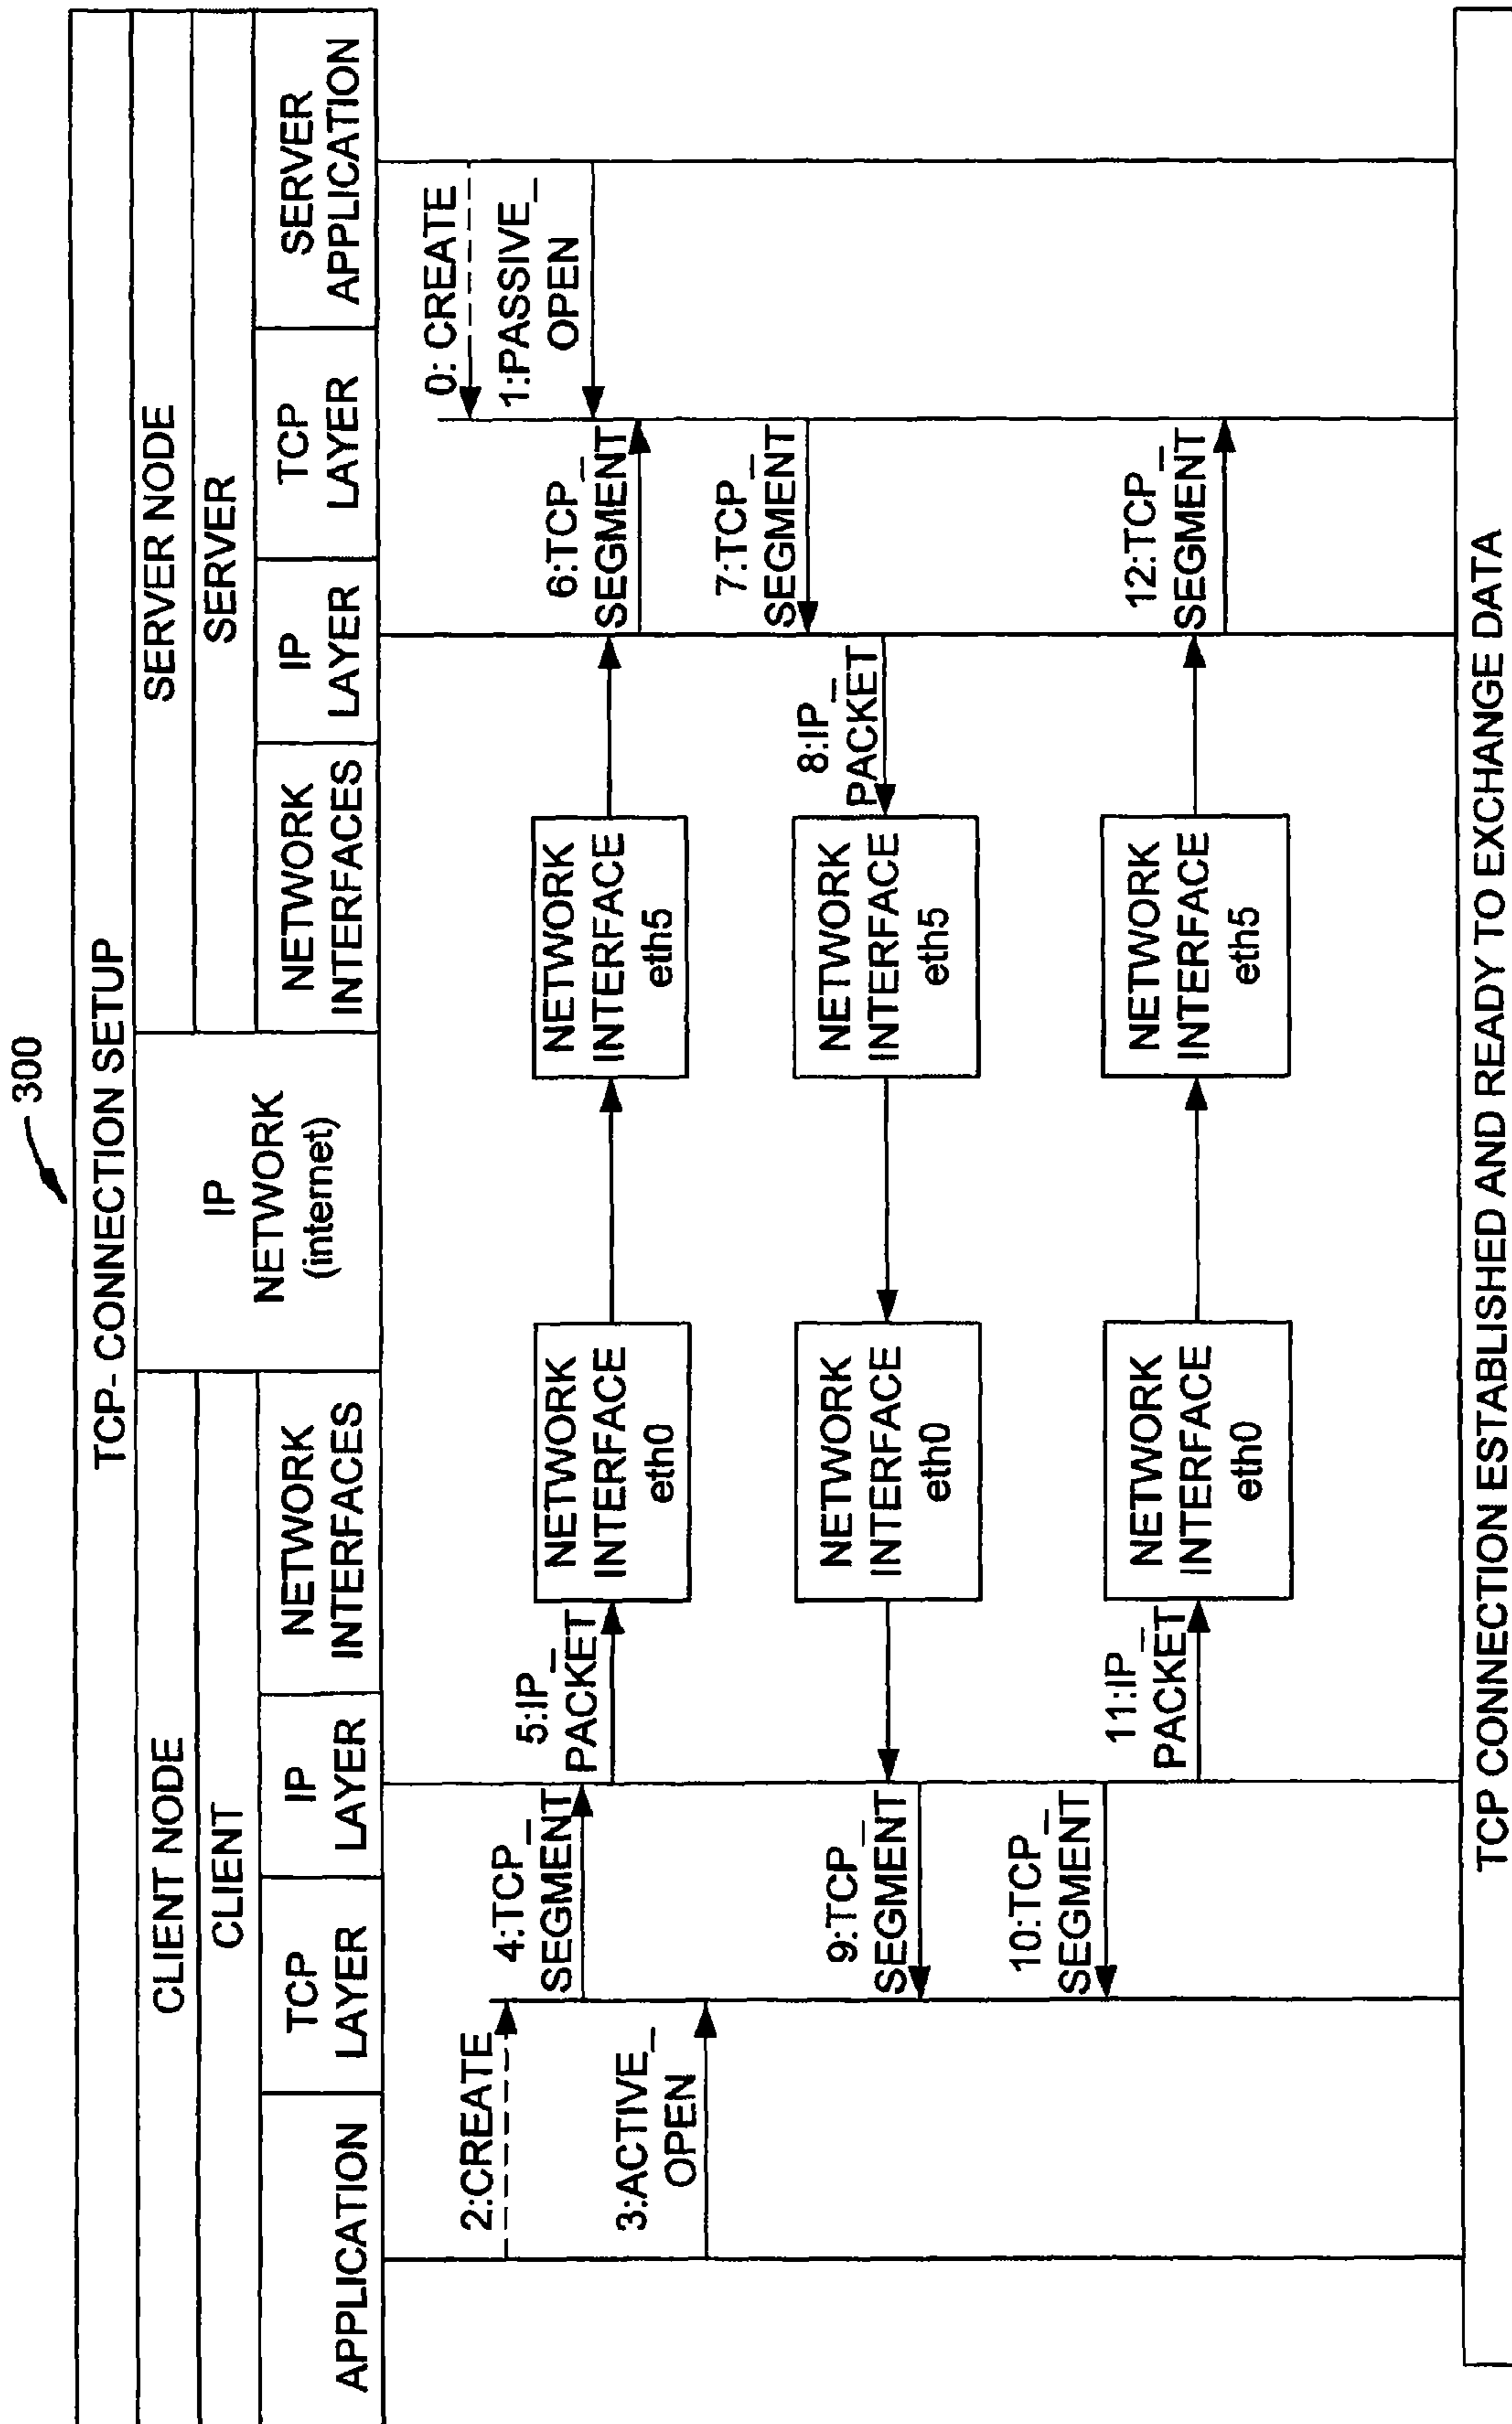 300
TCP- CONNECTION SETUP
CLIENT NODE
IP
NETWORK
(internet)
SERVER NODE
CLIENT
SERVER
APPLICATION
TCP
LAYER
IP
LAYER
NETWORK
INTERFACES
NETWORK
INTERFACES
IP
LAYER
TCP
LAYER
SERVER
APPLICATION
0: CREATE
1:PASSIVE_
OPEN
2:CREATE
3:ACTIVE_
OPEN
4:TCP_
SEGMENT
5:IP_
PACKET
NETWORK
INTERFACE
eth0
NETWORK
INTERFACE
eth5
6:TCP_
SEGMENT
7:TCP_
SEGMENT
8:IP_
PACKET
NETWORK
INTERFACE
eth5
NETWORK
INTERFACE
eth0
9:TCP_
SEGMENT
10:TCP_
SEGMENT
11:IP_
PACKET
NETWORK
INTERFACE
eth0
NETWORK
INTERFACE
eth5
12:TCP_
SEGMENT
TCP CONNECTION ESTABLISHED AND READY TO EXCHANGE DATA